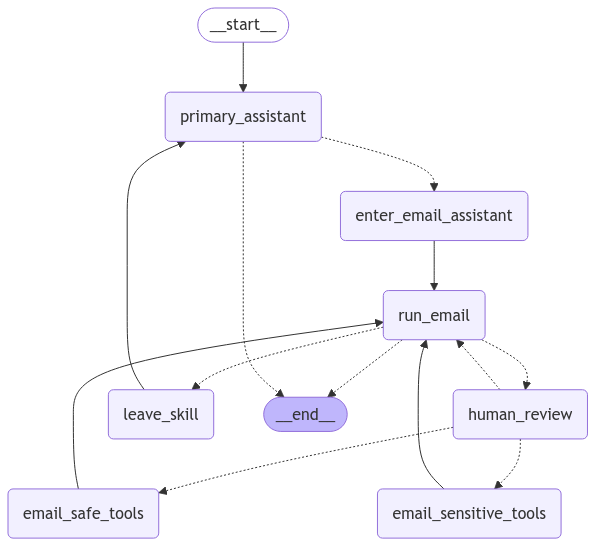 __start__
primary_assistant
enter_email_assistant
run_email
leave_skill
__end__
human_review
email_safe_tools
email_sensitive_tools